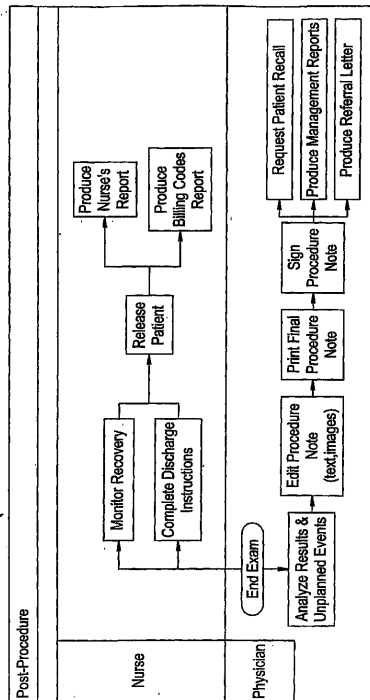 Post-Procedure
Nurse
Monitor Recovery
Complete Discharge
Instructions
Release
Patient
Produce
Nurse's
Report
Produce
Billing Codes
Report
Physician
End Exam
Analyze Results &
Unplanned Events
Edit Procedure
Note
(text,images)
Print Final
Procedure
Note
Sign
Procedure
Note
Request Patient Recall
Produce Management Reports
Produce Referral Letter